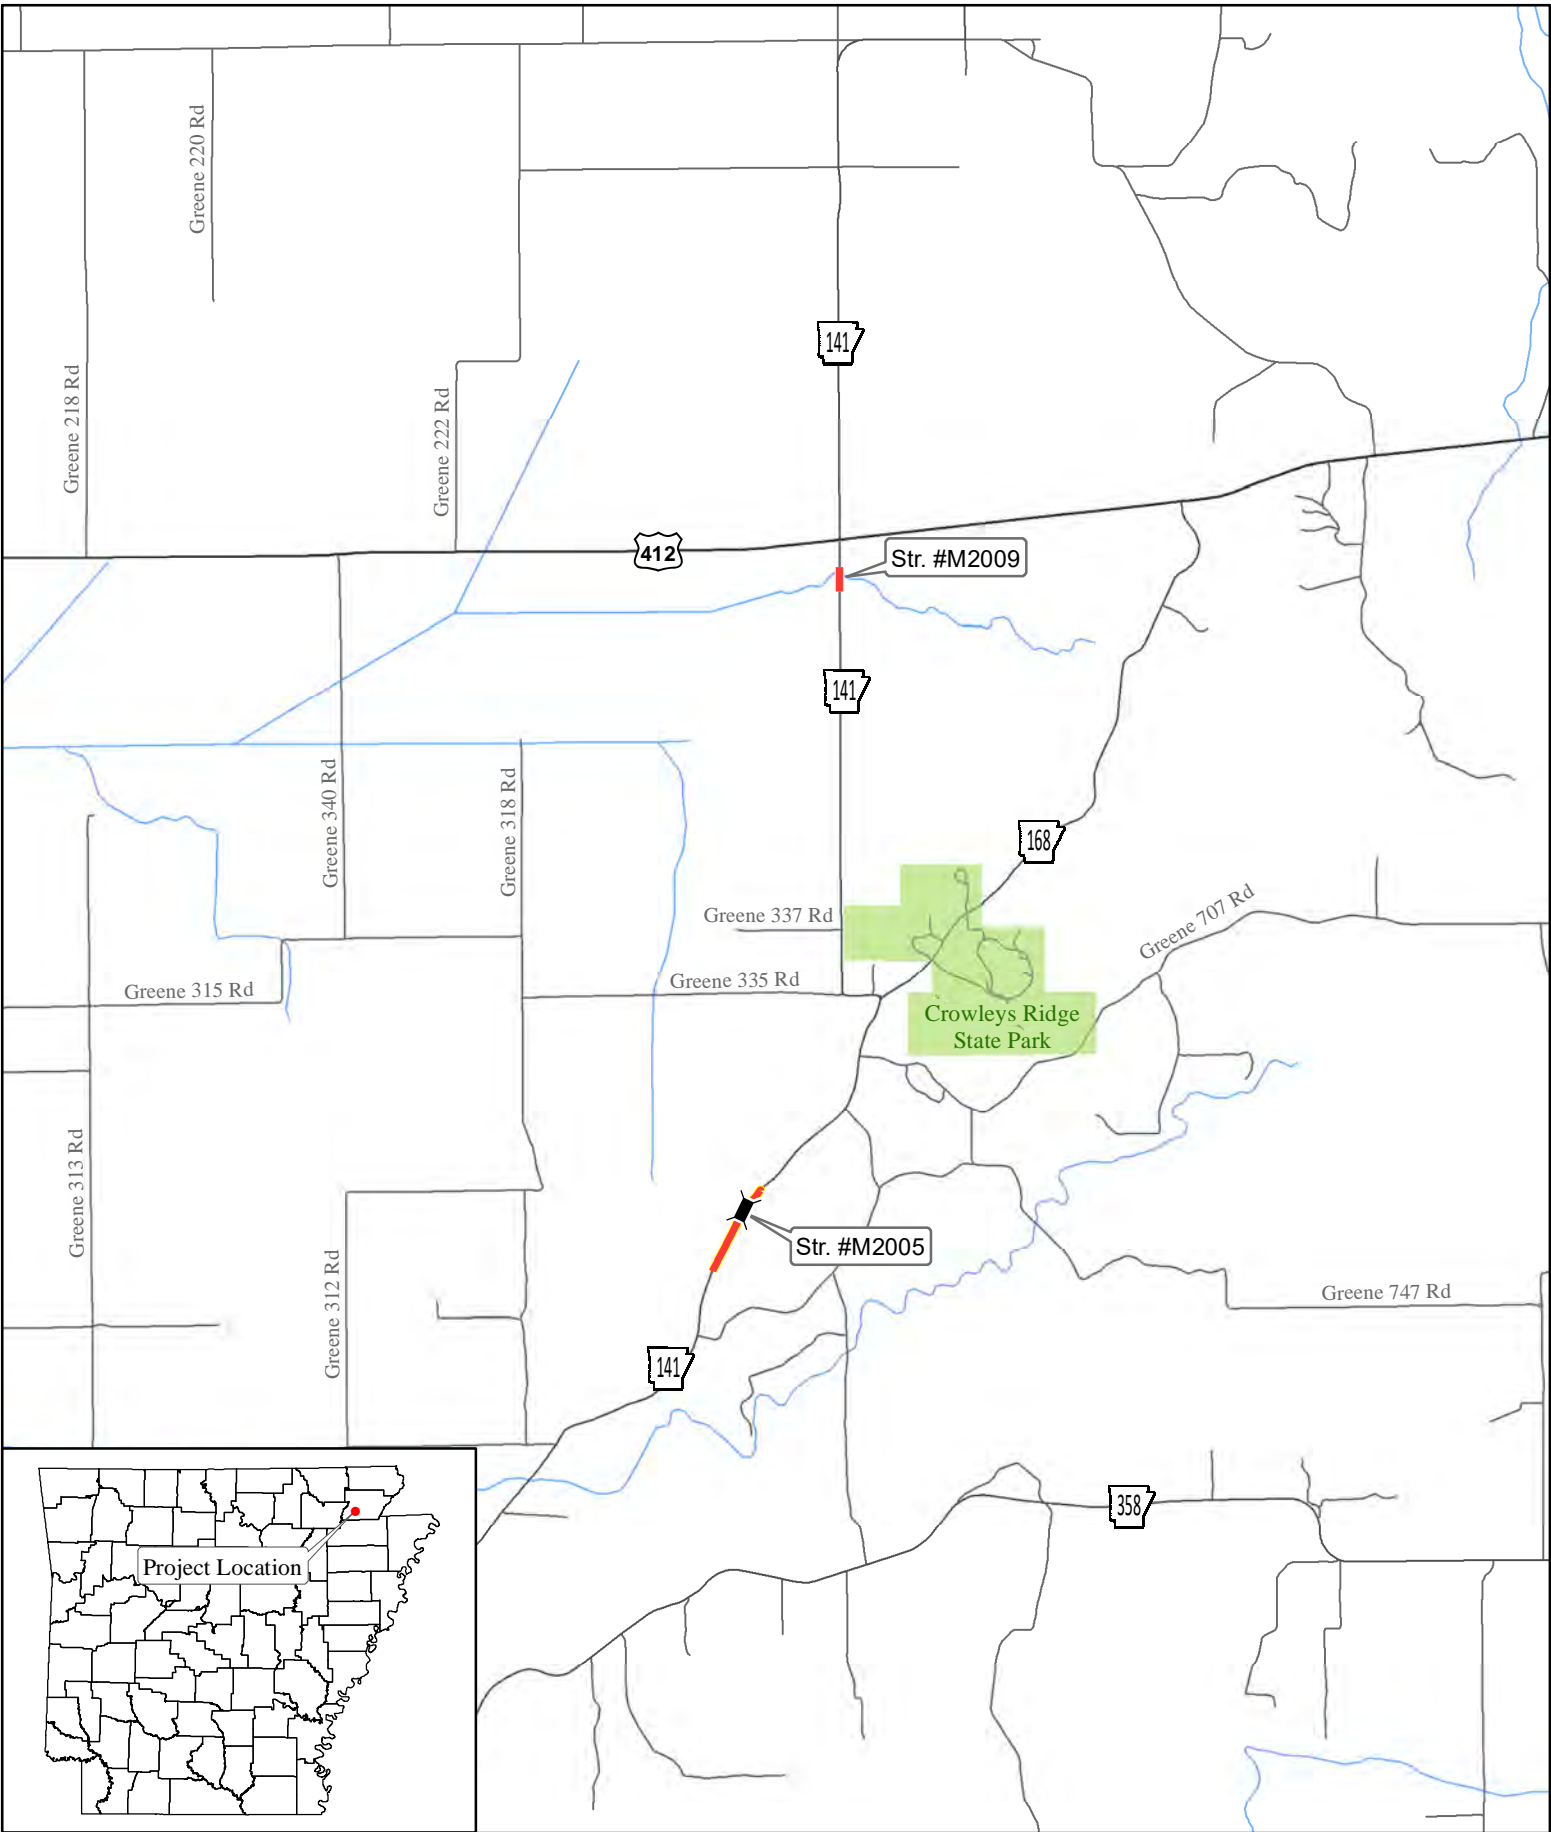 Greene 220 Rd
141
Greene 218 Rd
Greene 222 Rd
412
Str. #M2009
141
Greene 340 Rd
Greene 318 Rd
168
Greene 337 Rd
Greene 707 Rd
Greene 335 Rd
Greene 315 Rd
Crowleys Ridge
State Park
Greene 313 Rd
Str. #M2005
Greene 312 Rd
Greene 747 Rd
141
358
Project Location